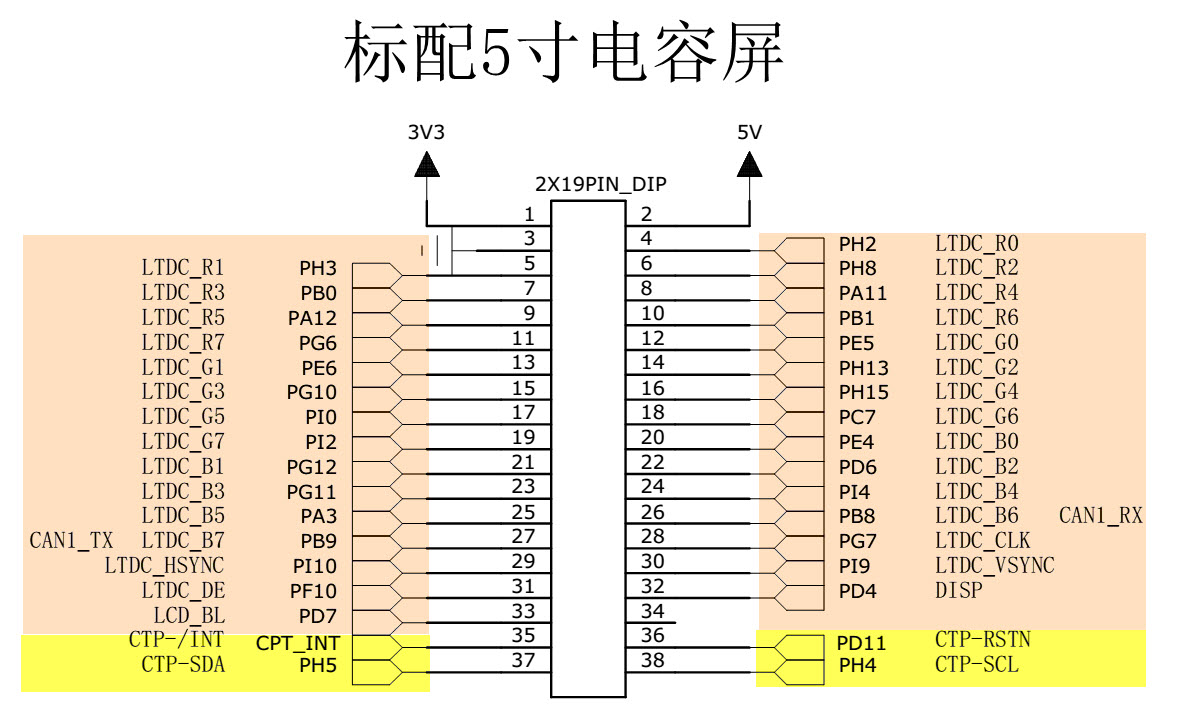 标配5寸电容屏
3V3 5V
2X19PIN_DIP
1 2
3 4 PH2 LTDC_R0
LTDC_R1 PH3 5 6 PH8 LTDC_R2
LTDC_R3 PB0 7 8 PA11 LTDC_R4
LTDC_R5 PA12 9 10 PB1 LTDC_R6
LTDC_R7 PG6 11 12 PE5 LTDC_G0
LTDC_G1 PE6 13 14 PH13 LTDC_G2
LTDC_G3 PG10 15 16 PH15 LTDC_G4
LTDC_G5 PI0 17 18 PC7 LTDC_G6
LTDC_G7 PI2 19 20 PE4 LTDC_B0
LTDC_B1 PG12 21 22 PD6 LTDC_B2
LTDC_B3 PG11 23 24 PI4 LTDC_B4
LTDC_B5 PA3 25 26 PB8 LTDC_B6 CAN1_RX
CAN1_TX LTDC_B7 PB9 27 28 PG7 LTDC_CLK
LTDC_HSYNC PI10 29 30 PI9 LTDC_VSYNC
LTDC_DE PF10 31 32 PD4 DISP
LCD_BL PD7 33 34
CTP-/INT CPT_INT 35 36 PD11 CTP-RSTN
CTP-SDA PH5 37 38 PH4 CTP-SCL